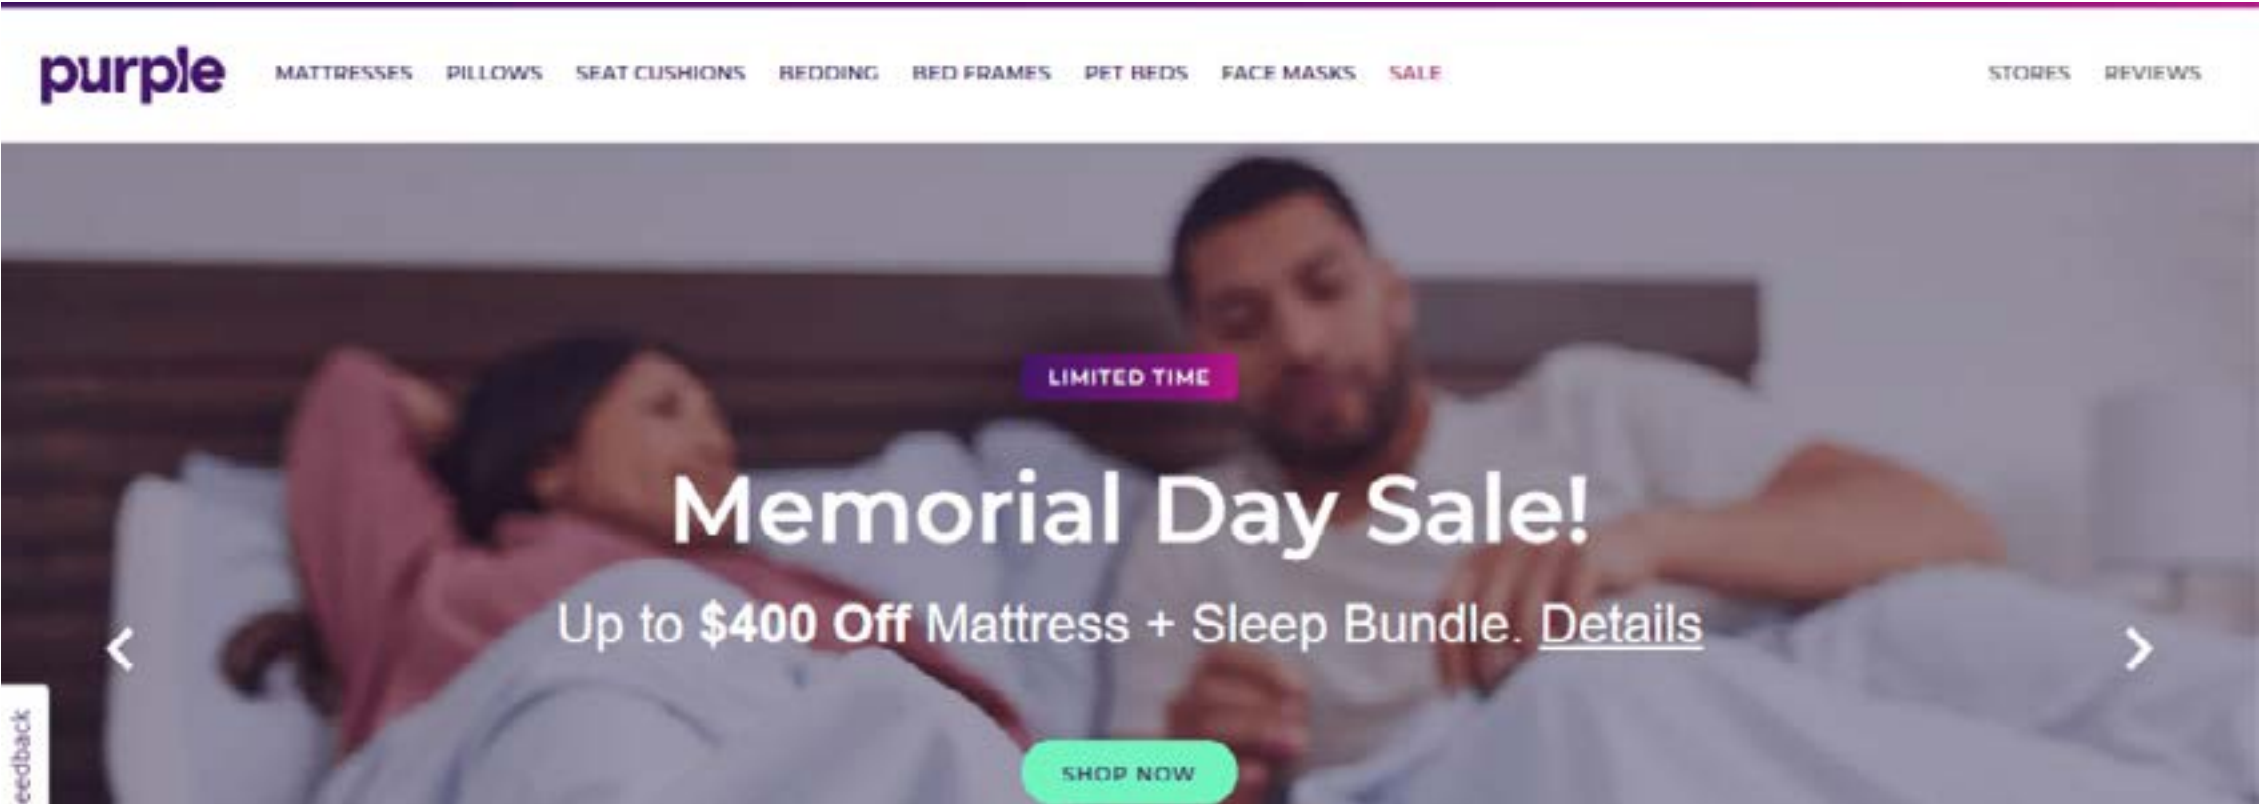 purple MATTRESSES PILLOWS SEAT CUSHIONS BEDDING BED FRAMES PET BEDS FACE MASKS SALE STORES REVIEWS
LIMITED TIME
Memorial Day Sale!
Up to $400 Off Mattress + Sleep Bundle. Details
SHOP NOW
eedback